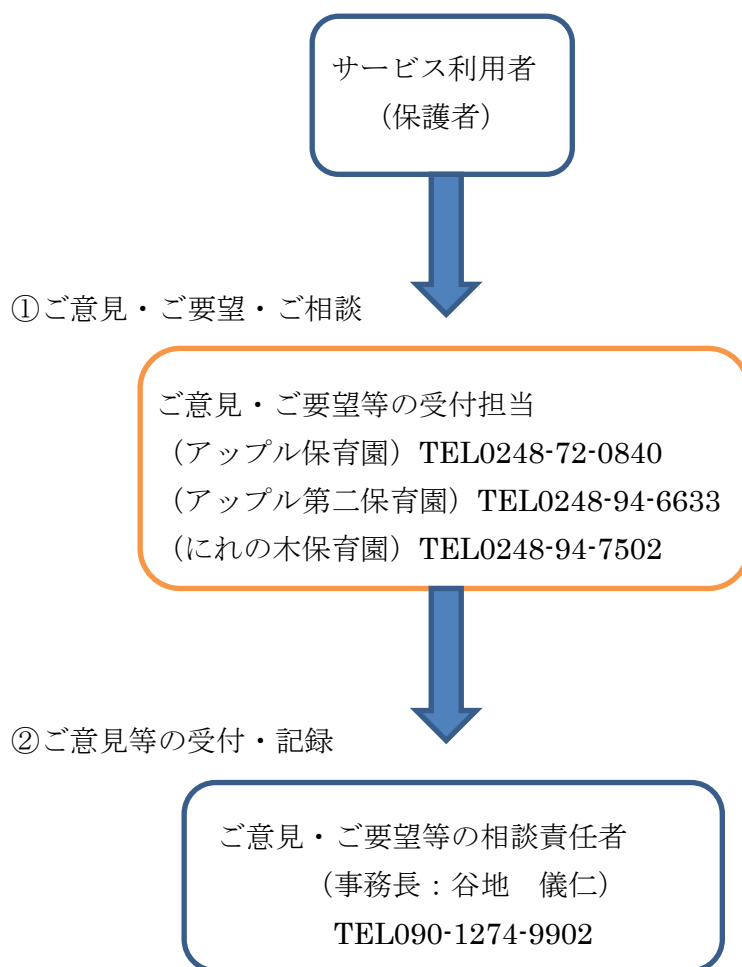 サービス利用者
（保護者）
①ご意見・ご要望・ご相談
ご意見・ご要望等の受付担当
（アップル保育園）TEL0248-72-0840
（アップル第二保育園）TEL0248-94-6633
（にれの木保育園）TEL0248-94-7502
②ご意見等の受付・記録
ご意見・ご要望等の相談責任者
（事務長：谷地　儀仁）
TEL090-1274-9902